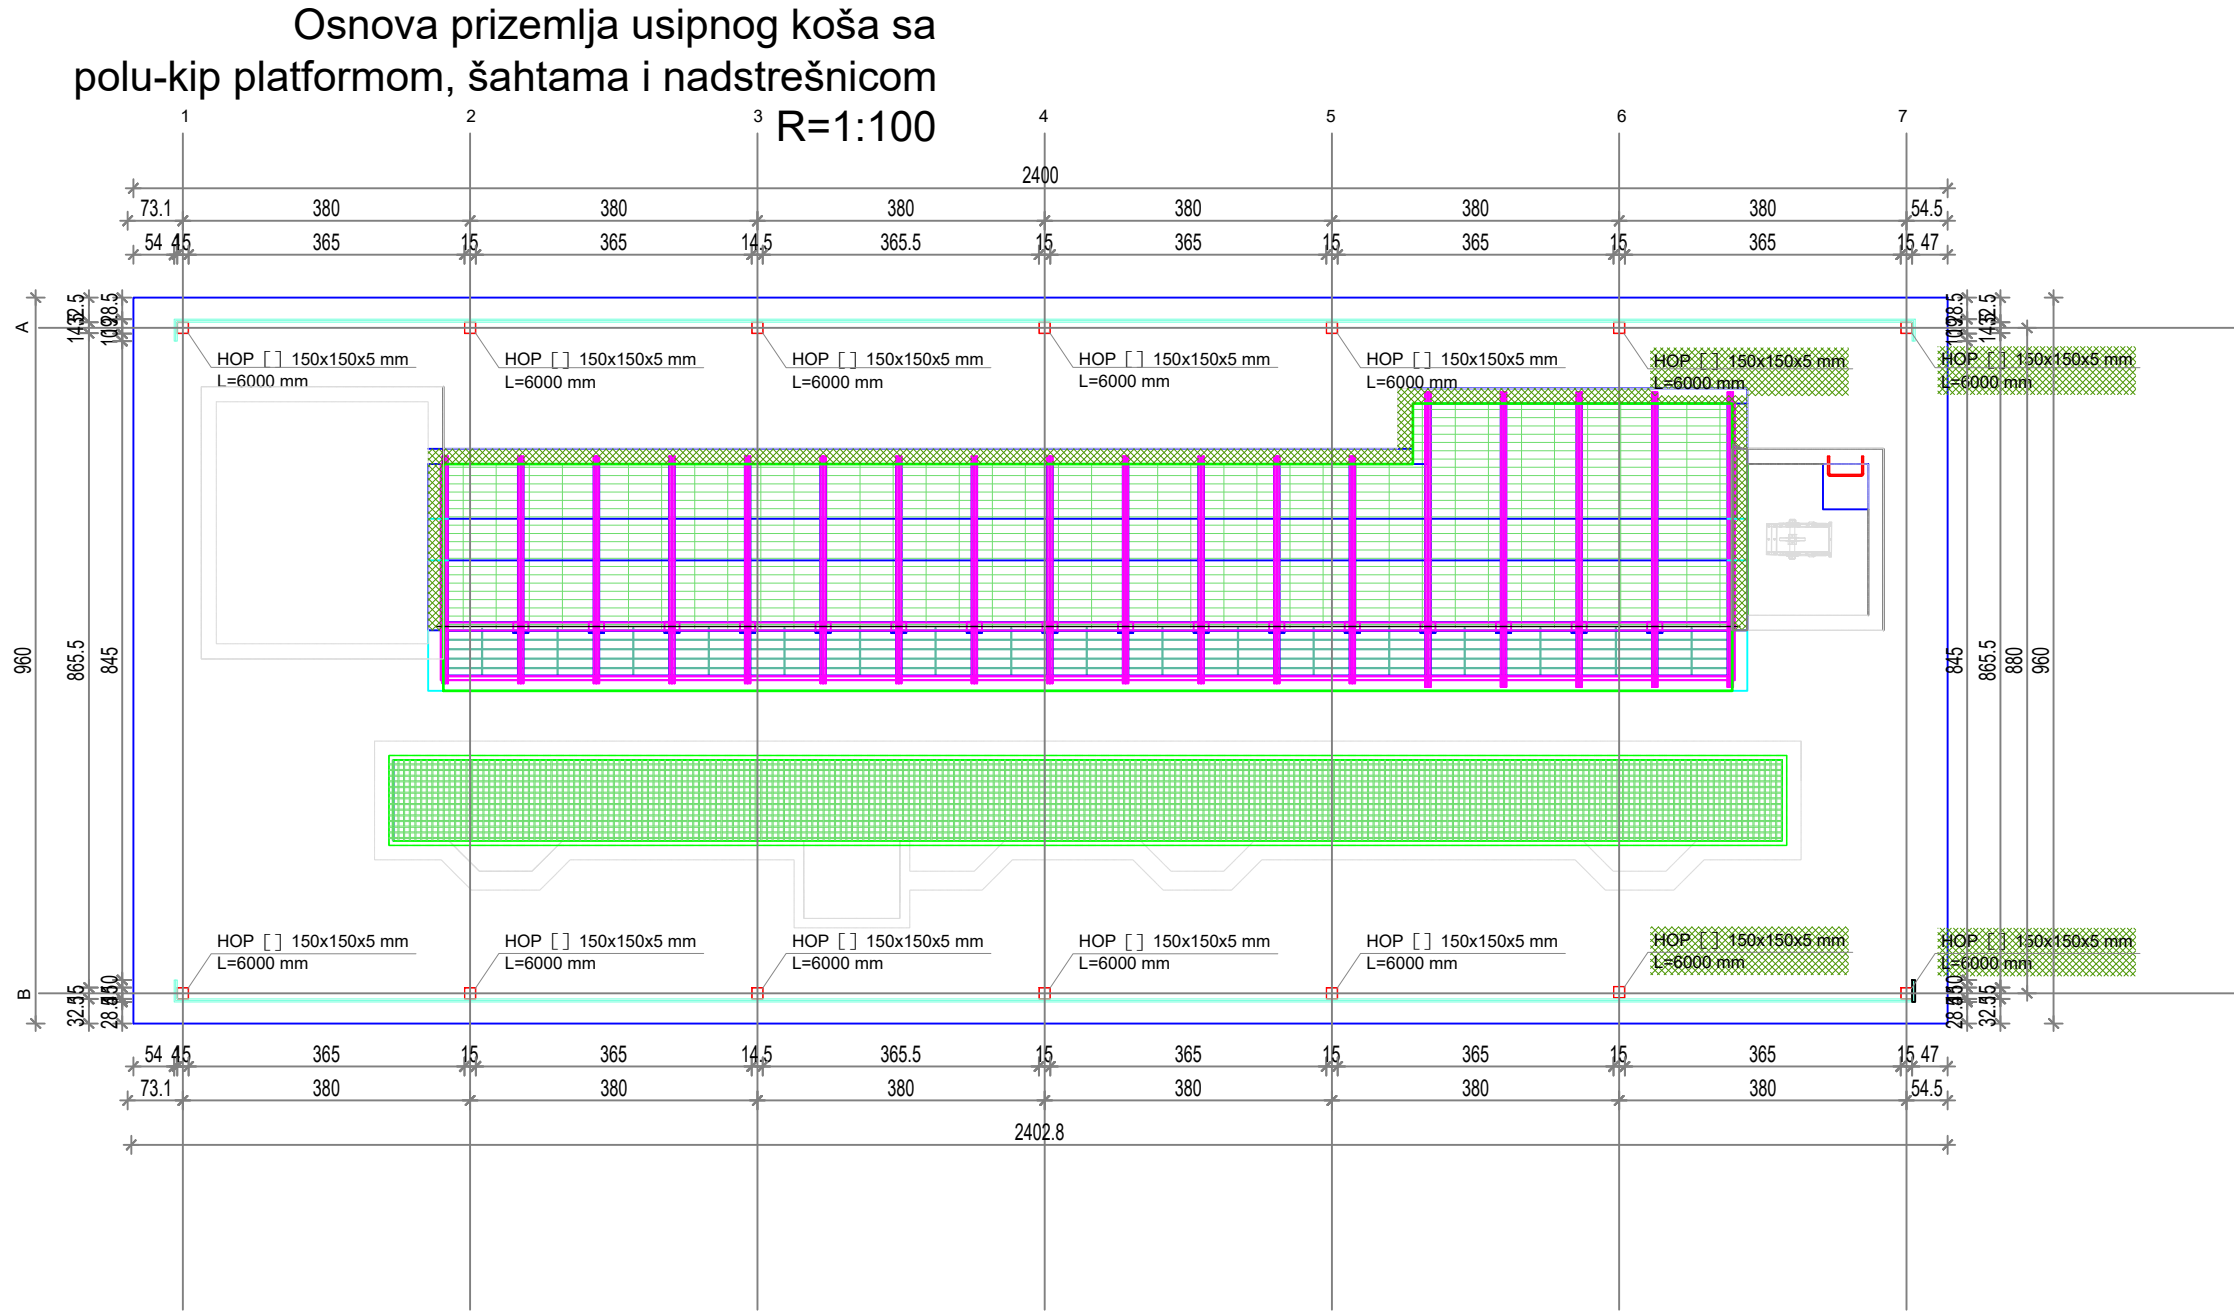 Osnova prizemlja usipnog koša sa
polu-kip platformom, šahtama i nadstrešnicom
R=1:100
1 2 3 4 5 6 7
2400
73.1 380 380 380 380 380 380 54.5
54 15 365 15 365 14.5 365.5 15 365 15 365 15 365 15 47
A
HOP [ ] 150x150x5 mm HOP [ ] 150x150x5 mm HOP [ ] 150x150x5 mm HOP [ ] 150x150x5 mm HOP [ ] 150x150x5 mm HOP [ ] 150x150x5 mm HOP [ ] 150x150x5 mm
L=6000 mm L=6000 mm L=6000 mm L=6000 mm L=6000 mm L=6000 mm L=6000 mm
960 865.5 845 845 865.5 880 960
HOP [ ] 150x150x5 mm HOP [ ] 150x150x5 mm HOP [ ] 150x150x5 mm HOP [ ] 150x150x5 mm HOP [ ] 150x150x5 mm HOP [ ] 150x150x5 mm HOP [ ] 150x150x5 mm
L=6000 mm L=6000 mm L=6000 mm L=6000 mm L=6000 mm L=6000 mm L=6000 mm
B
54 15 365 15 365 14.5 365.5 15 365 15 365 15 365 15 47
73.1 380 380 380 380 380 380 54.5
2402.8